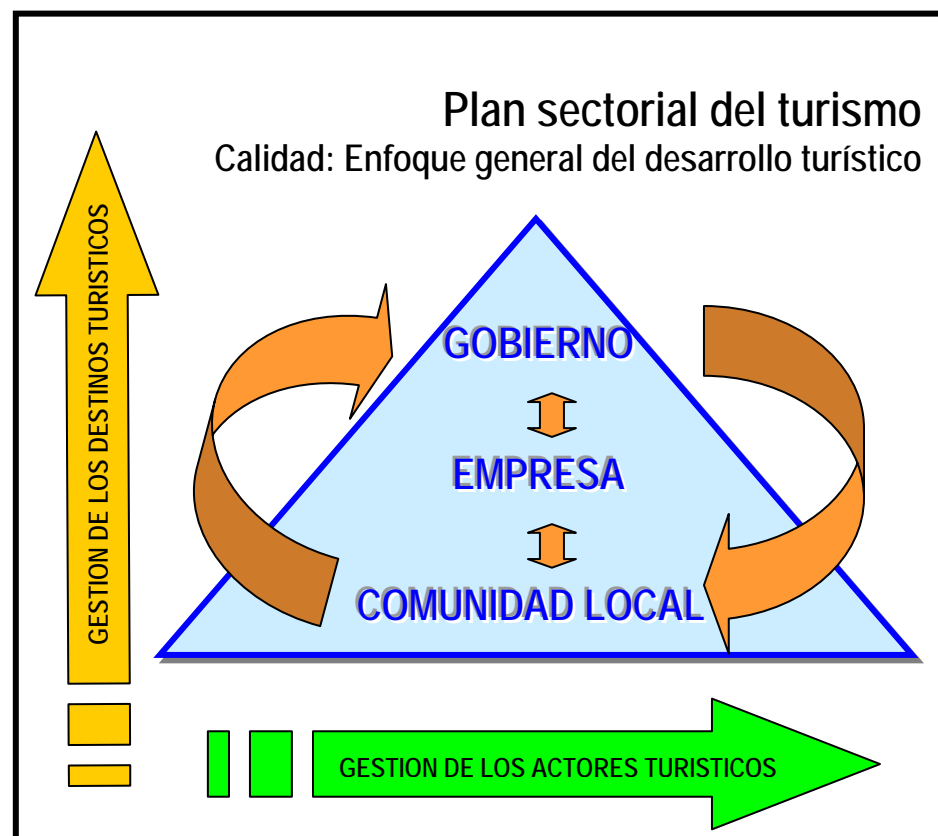 Plan sectorial del turismo
Calidad: Enfoque general del desarrollo turístico
GESTION DE LOS DESTINOS TURISTICOS
GOBIERNO
EMPRESA
COMUNIDAD LOCAL
GESTION DE LOS ACTORES TURISTICOS